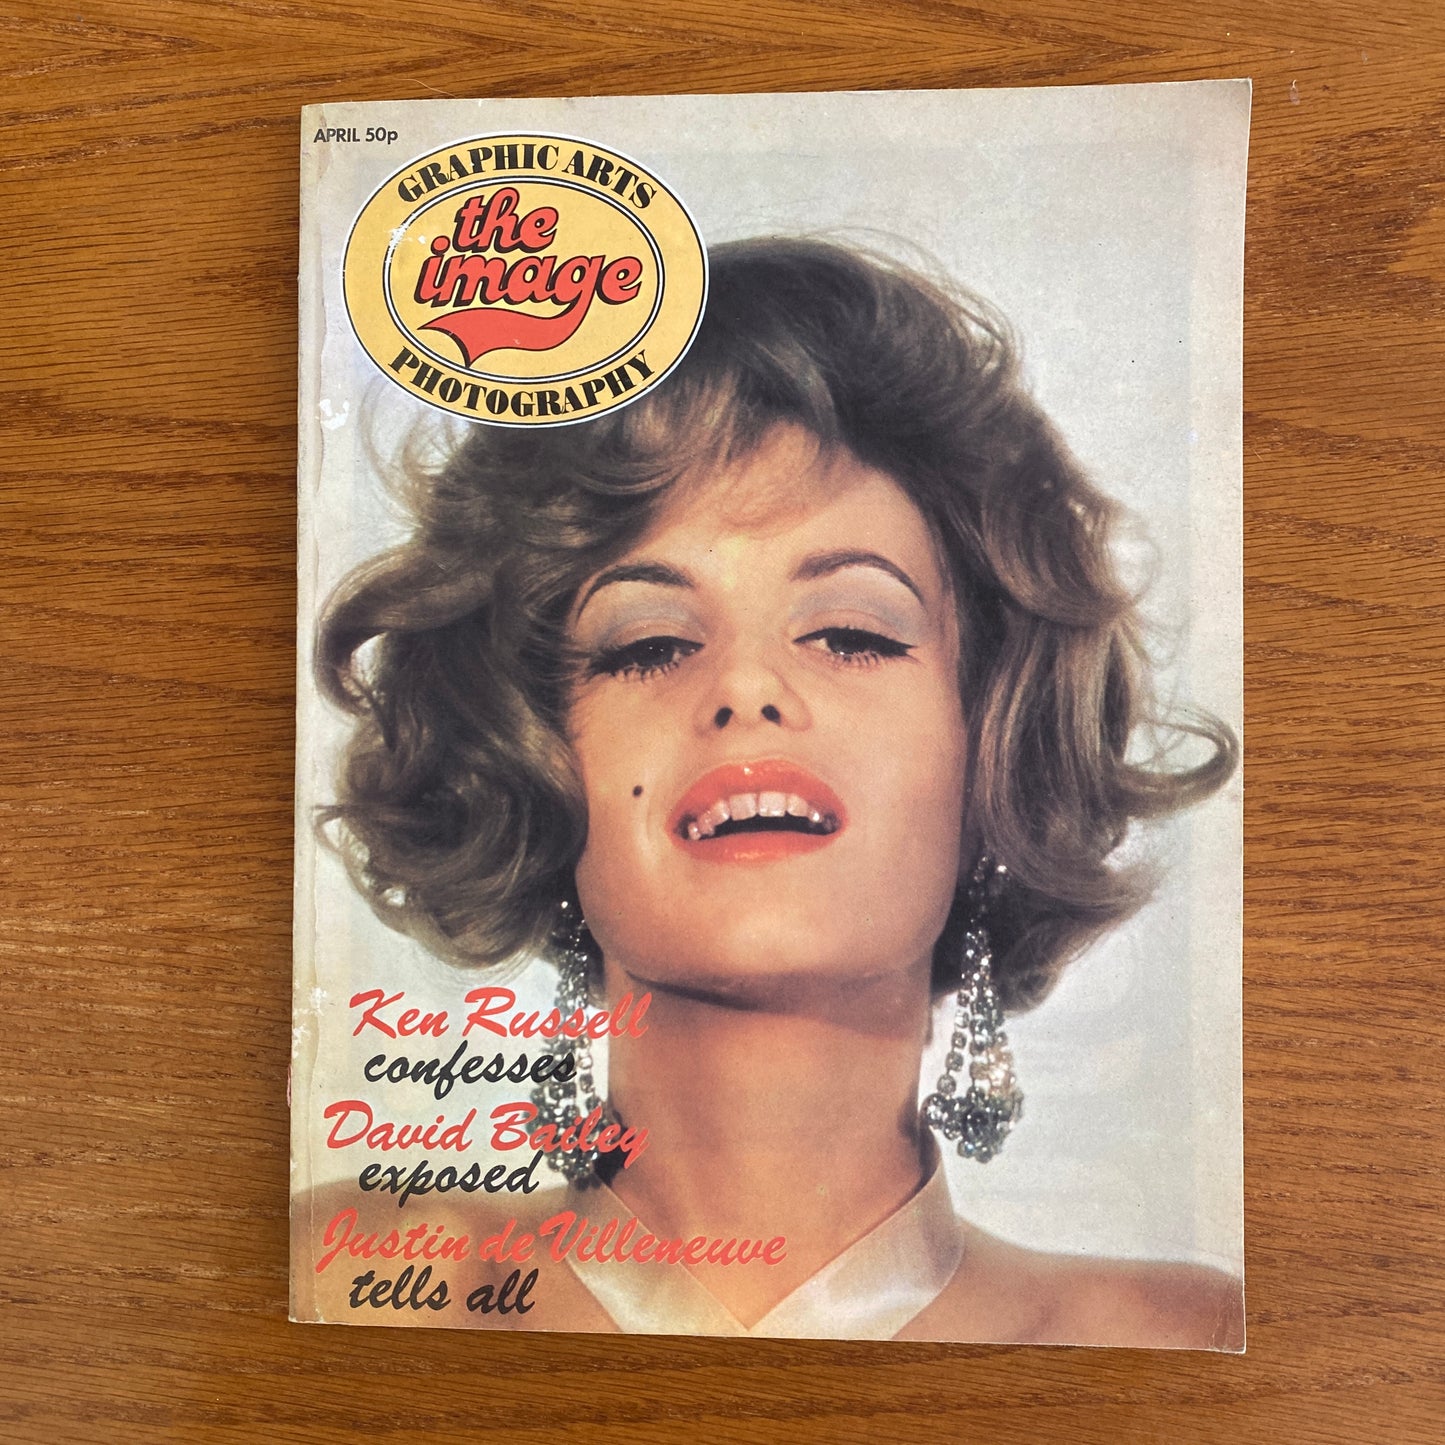 APRIL 50p
GRAPHIC ARTS
the
image
PHOTOGRAPHY
Ken Russell
confesses
David Bailey
exposed
Justin de Villeneuve
tells all